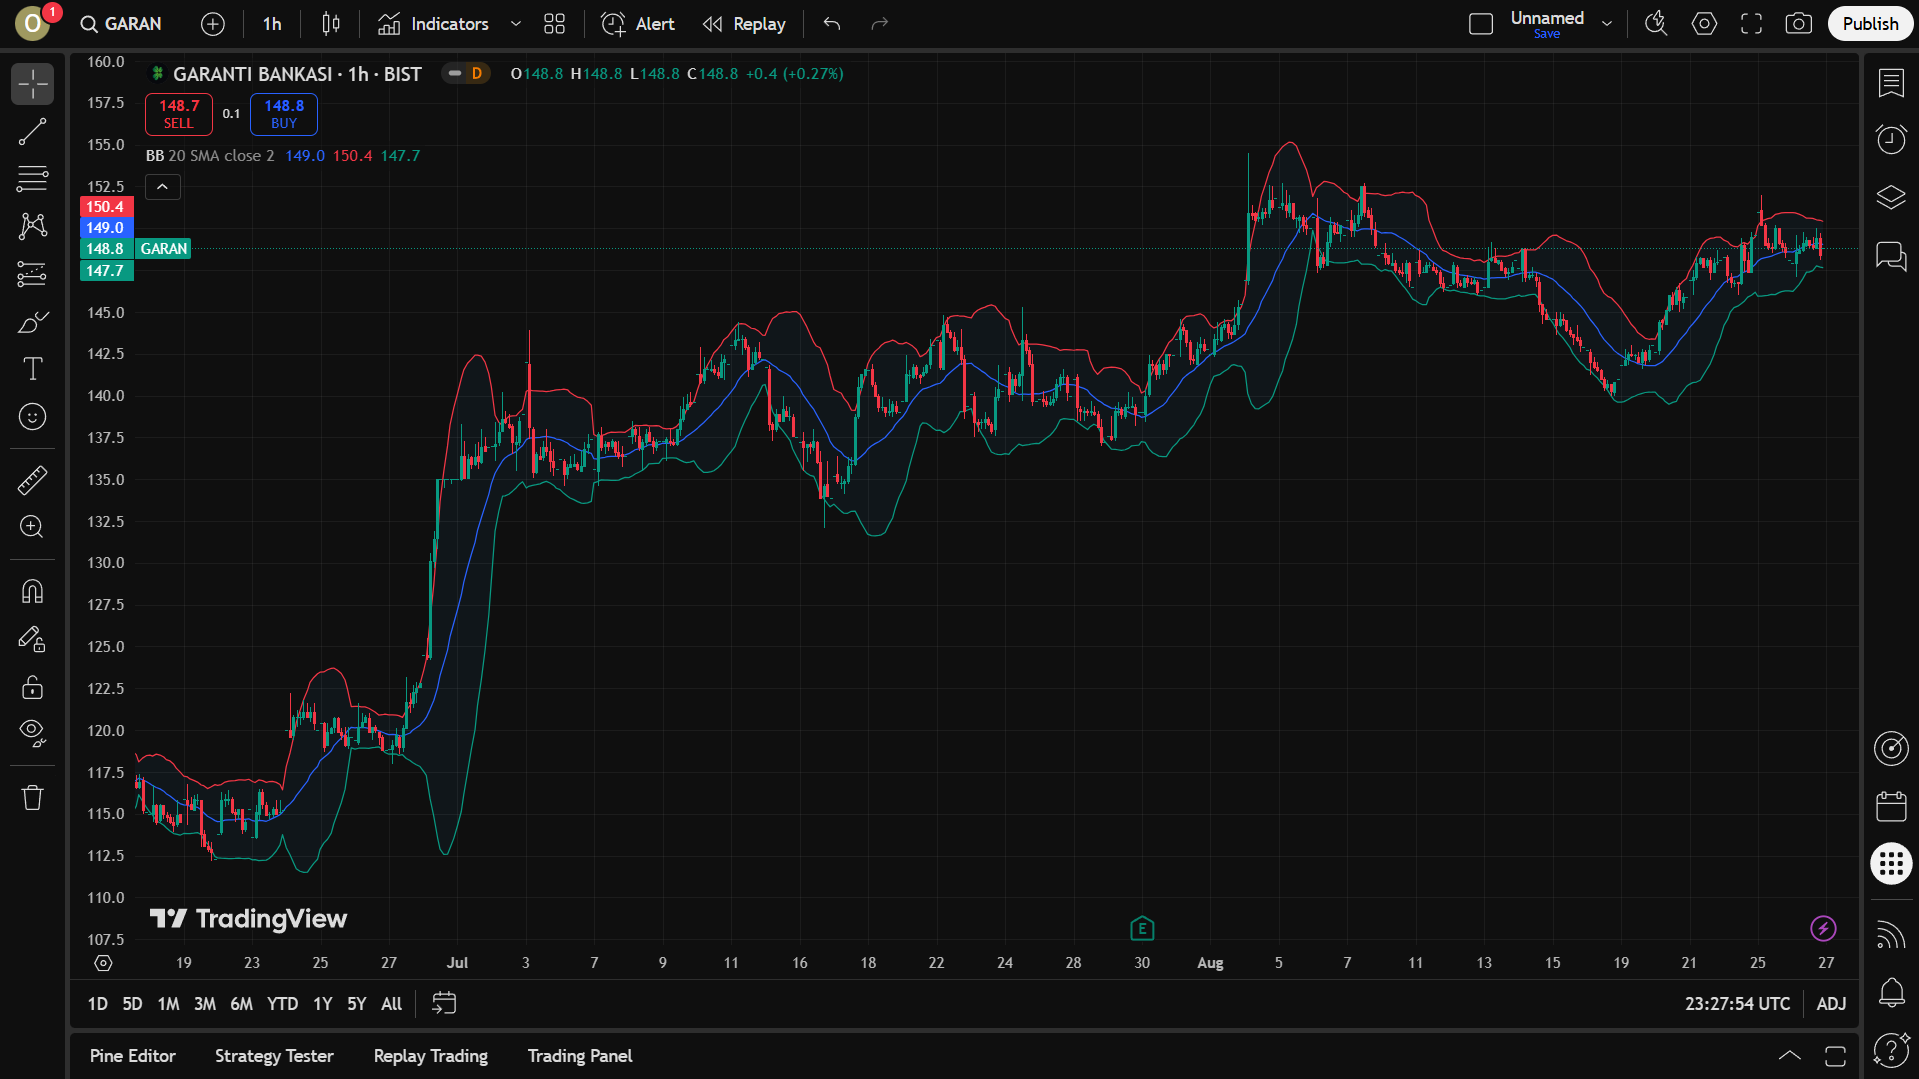 O 1 GARAN 1h Indicators Alert Replay Unnamed Save Publish
GARANTI BANKASI · 1h · BIST D O148.8 H148.8 L148.8 C148.8 +0.4 (+0.27%)
148.7 SELL 0.1 148.8 BUY
BB 20 SMA close 2 149.0 150.4 147.7
160.0
157.5
155.0
152.5
150.4
149.0
148.8 GARAN
147.7
145.0
142.5
140.0
137.5
135.0
132.5
130.0
127.5
125.0
122.5
120.0
117.5
115.0
112.5
110.0
107.5
TradingView
E
19 23 25 27 Jul 3 7 9 11 16 18 22 24 28 30 Aug 5 7 11 13 15 19 21 25 27
1D 5D 1M 3M 6M YTD 1Y 5Y All 23:27:54 UTC ADJ
Pine Editor Strategy Tester Replay Trading Trading Panel